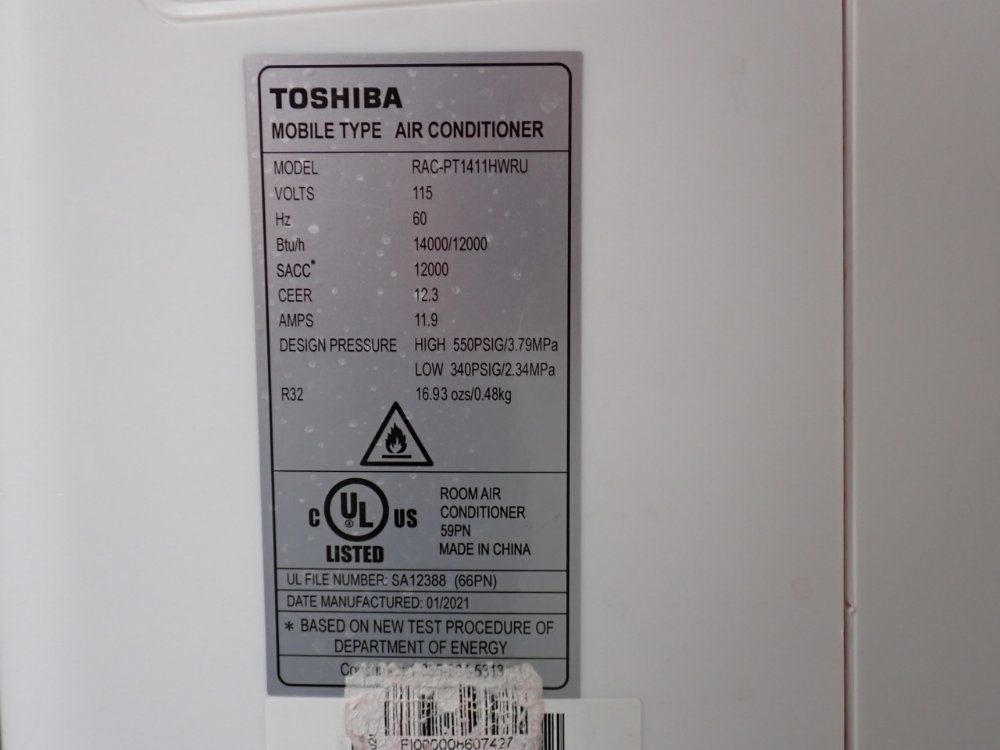 TOSHIBA
MOBILE TYPE AIR CONDITIONER
MODEL RAC-PT1411HWRU
VOLTS 115
Hz 60
Btu/h 14000/12000
SACC* 12000
CEER 12.3
AMPS 11.9
DESIGN PRESSURE HIGH 550PSIG/3.79MPa
LOW 340PSIG/2.34MPa
R32 16.93 ozs/0.48kg
C UL US
LISTED
ROOM AIR
CONDITIONER
59PN
MADE IN CHINA
UL FILE NUMBER: SA12388 (66PN)
DATE MANUFACTURED: 01/2021
* BASED ON NEW TEST PROCEDURE OF
DEPARTMENT OF ENERGY